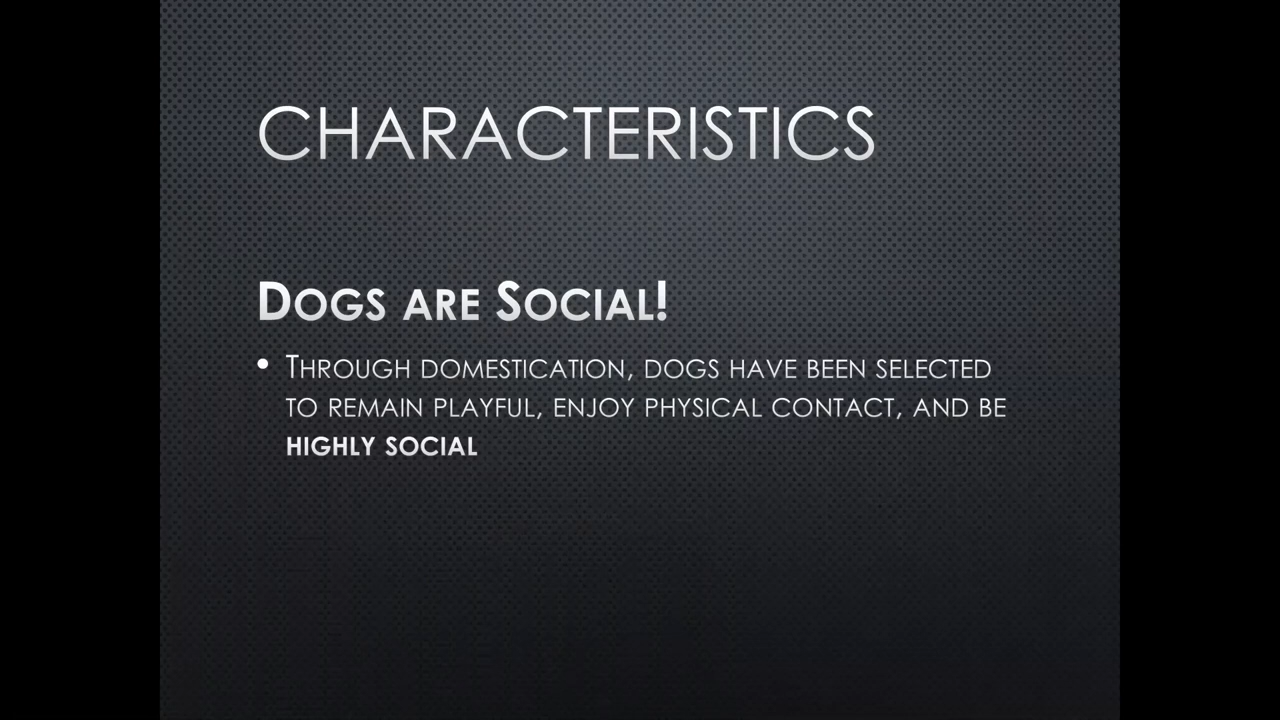 CHARACTERISTICS
DOGS ARE SOCIAL!
• THROUGH DOMESTICATION, DOGS HAVE BEEN SELECTED
TO REMAIN PLAYFUL, ENJOY PHYSICAL CONTACT, AND BE
HIGHLY SOCIAL